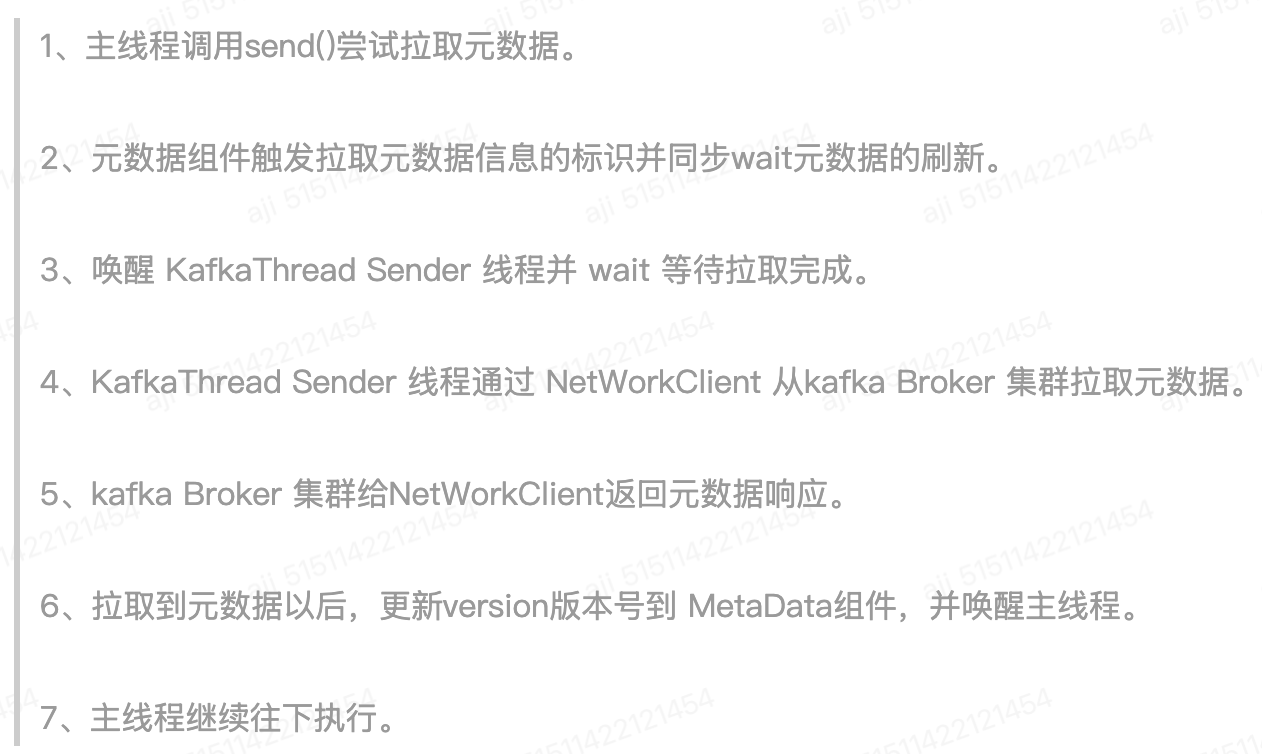 1、主线程调用send()尝试拉取元数据。
2、元数据组件触发拉取元数据信息的标识并同步wait元数据的刷新。
3、唤醒 KafkaThread Sender 线程并 wait 等待拉取完成。
4、KafkaThread Sender 线程通过 NetWorkClient 从kafka Broker 集群拉取元数据。
5、kafka Broker 集群给NetWorkClient返回元数据响应。
6、拉取到元数据以后，更新version版本号到 MetaData组件，并唤醒主线程。
7、主线程继续往下执行。
aji 51511422121454